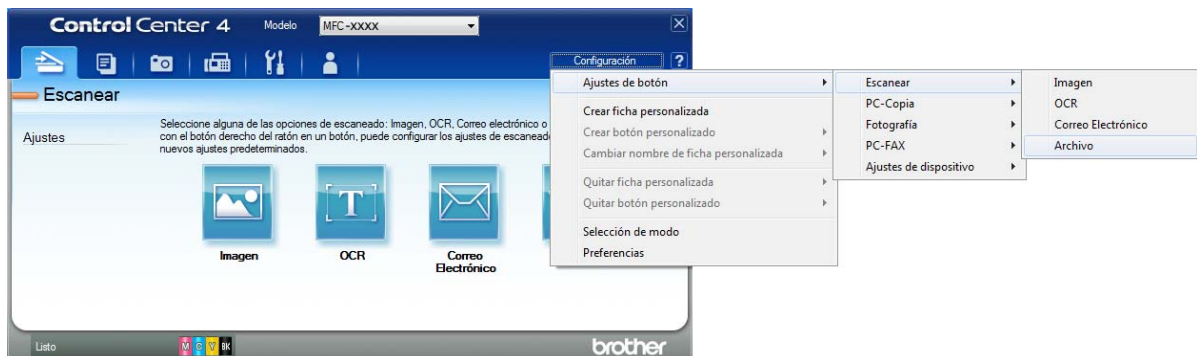 Control Center 4
Modelo
MFC-XXXX
Configuración
?
Escanear
Ajustes
Seleccione alguna de las opciones de escaneado: Imagen, OCR, Correo electrónico o
con el botón derecho del ratón en un botón, puede configurar los ajustes de escaneado
nuevos ajustes predeterminados.
Imagen
OCR
Correo
Electrónico
Ajustes de botón
Crear ficha personalizada
Crear botón personalizado
Cambiar nombre de ficha personalizada
Quitar ficha personalizada
Quitar botón personalizado
Selección de modo
Preferencias
Escanear
PC-Copia
Fotografía
PC-FAX
Ajustes de dispositivo
Imagen
OCR
Correo Electrónico
Archivo
Listo
M C Y BK
brother